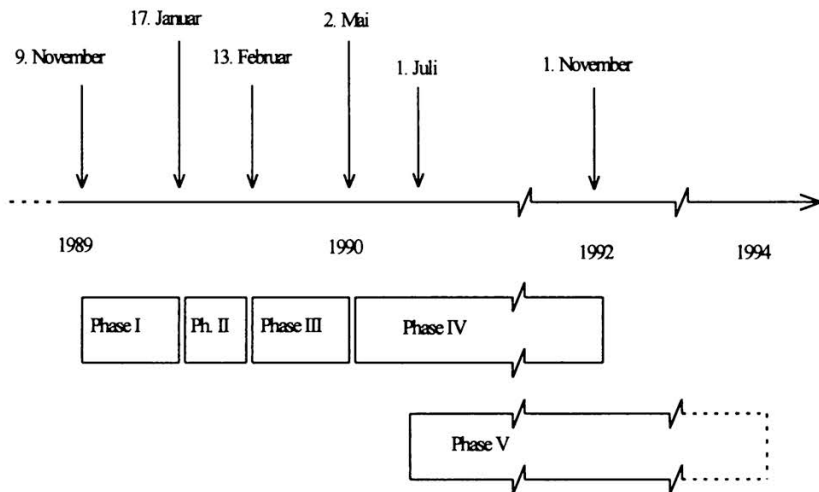 17. Januar
2. Mai
9. November
13. Februar
1. Juli
1. November
1989
1990
1992
1994
Phase I
Ph. II
Phase III
Phase IV
Phase V